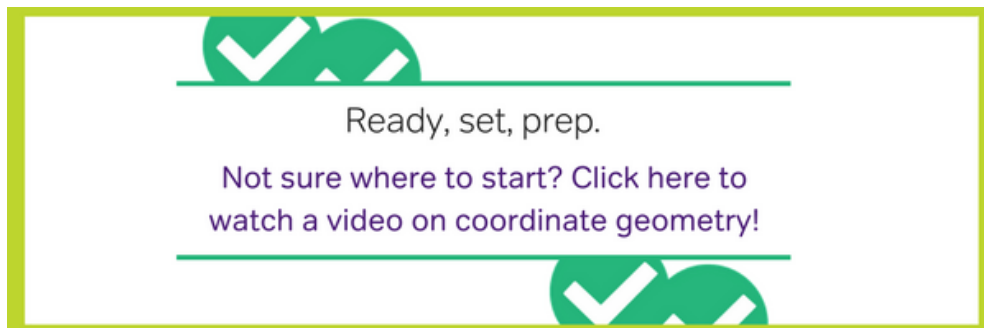 Ready, set, prep.
Not sure where to start? Click here to
watch a video on coordinate geometry!